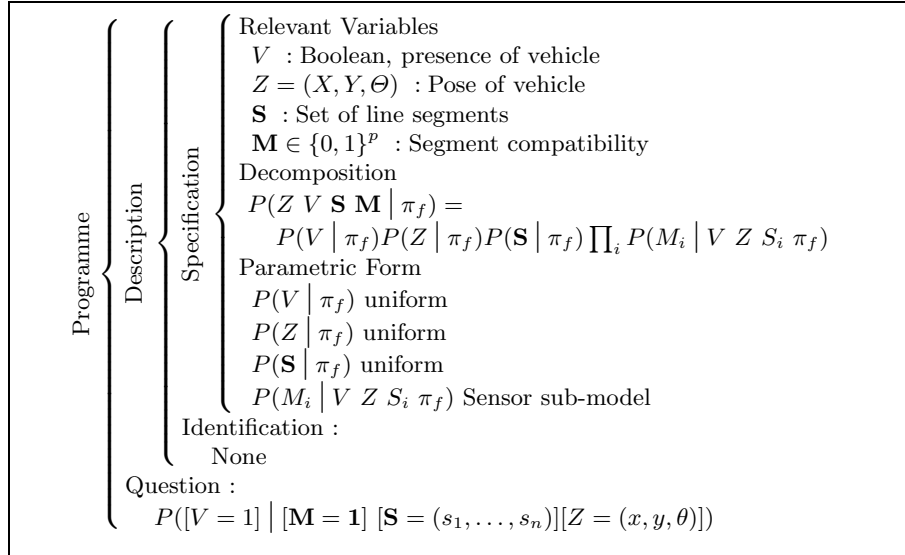 Programme
Description
Specification
Relevant Variables
V : Boolean, presence of vehicle
Z = (X, Y, Θ) : Pose of vehicle
S : Set of line segments
M ∈ {0, 1}^p : Segment compatibility
Decomposition
P(Z V S M | π_f) =
P(V | π_f)P(Z | π_f)P(S | π_f) ∏_i P(M_i | V Z S_i π_f)
Parametric Form
P(V | π_f) uniform
P(Z | π_f) uniform
P(S | π_f) uniform
P(M_i | V Z S_i π_f) Sensor sub-model
Identification :
None
Question :
P([V = 1] | [M = 1] [S = (s_1, . . . , s_n)][Z = (x, y, θ)])